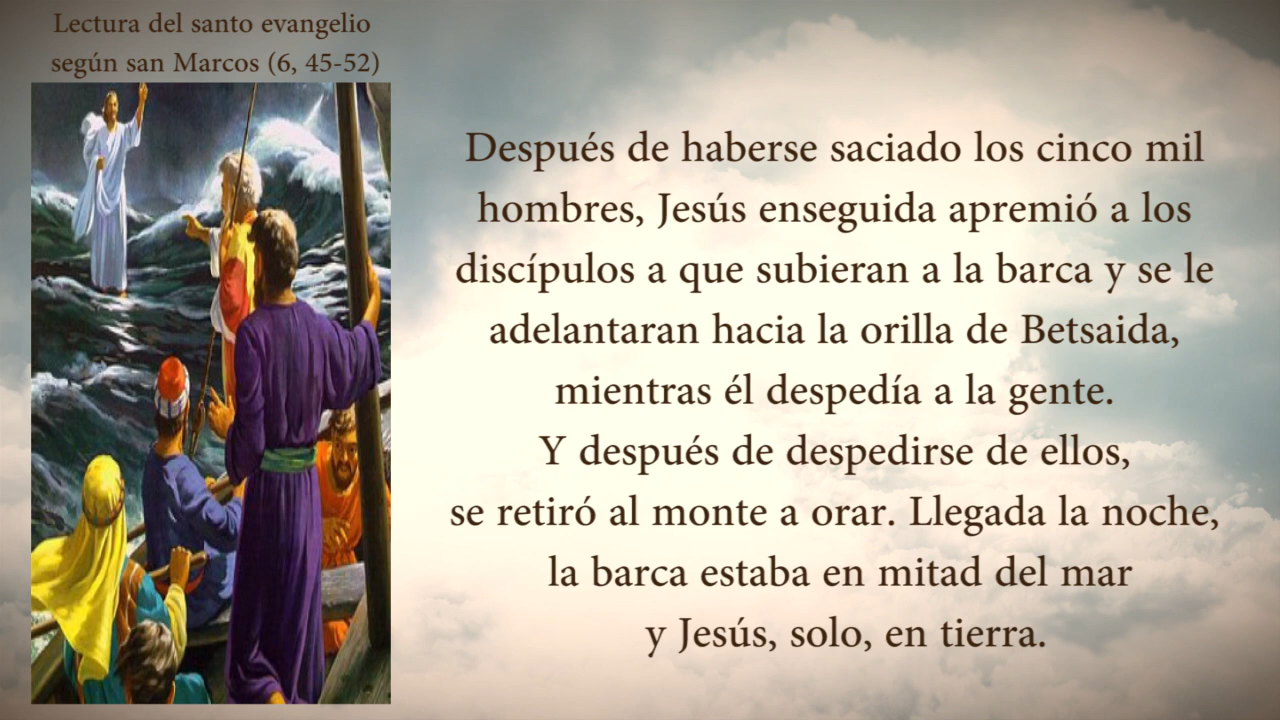 Lectura del santo evangelio
según san Marcos (6, 45-52)
Después de haberse saciado los cinco mil
hombres, Jesús enseguida apremió a los
discípulos a que subieran a la barca y se le
adelantaran hacia la orilla de Betsaida,
mientras él despedía a la gente.
Y después de despedirse de ellos,
se retiró al monte a orar. Llegada la noche,
la barca estaba en mitad del mar
y Jesús, solo, en tierra.